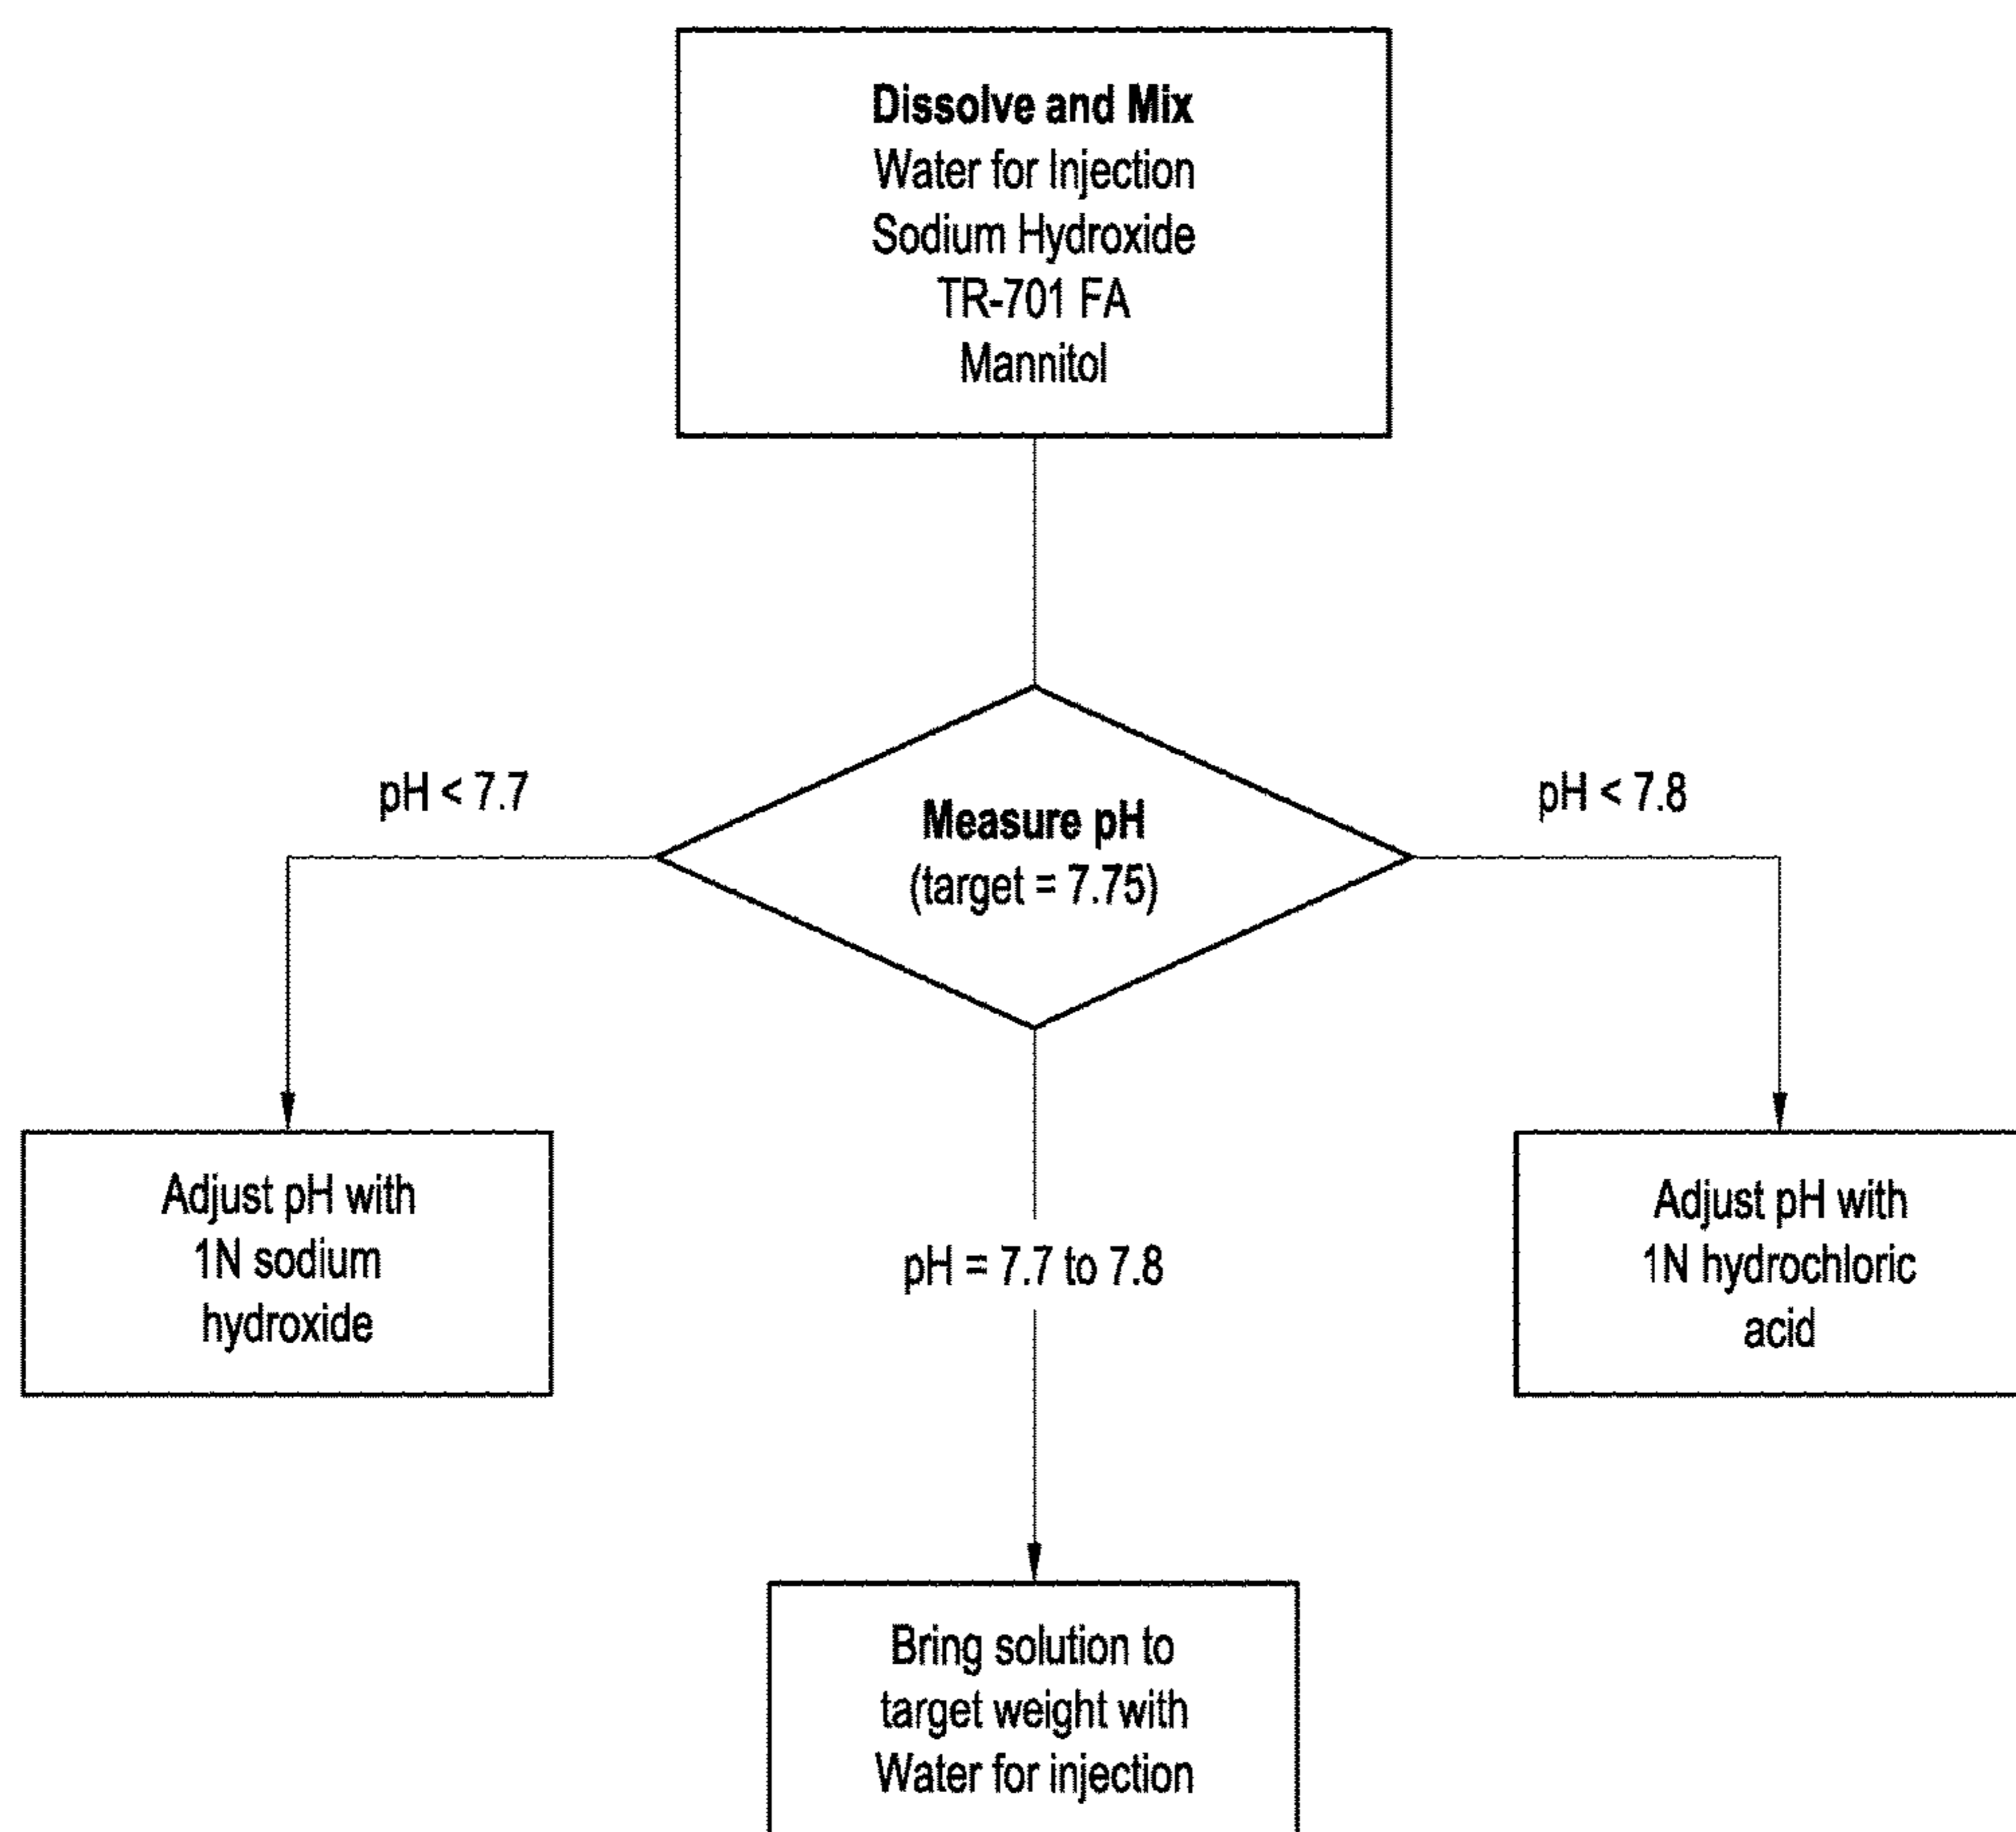 Dissolve and Mix
Water for Injection
Sodium Hydroxide
TR-701 FA
Mannitol
pH < 7.7
Measure pH
(target = 7.75)
pH < 7.8
Adjust pH with
1N sodium
hydroxide
pH = 7.7 to 7.8
Adjust pH with
1N hydrochloric
acid
Bring solution to
target weight with
Water for injection